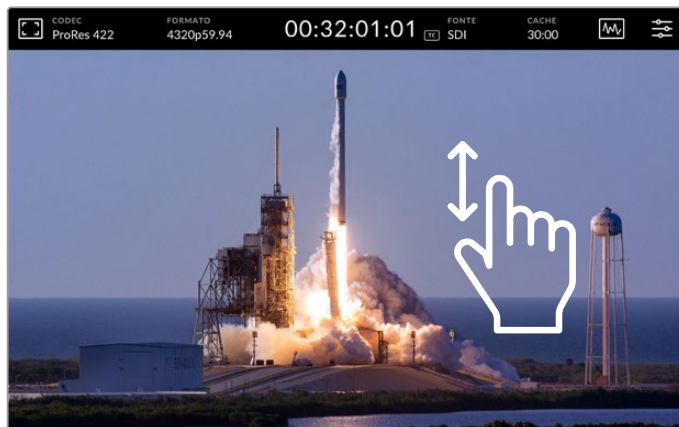 CODEC
ProRes 422
FORMATO
4320p59.94
00:32:01:01
TC
FONTE
SDI
CACHE
30:00